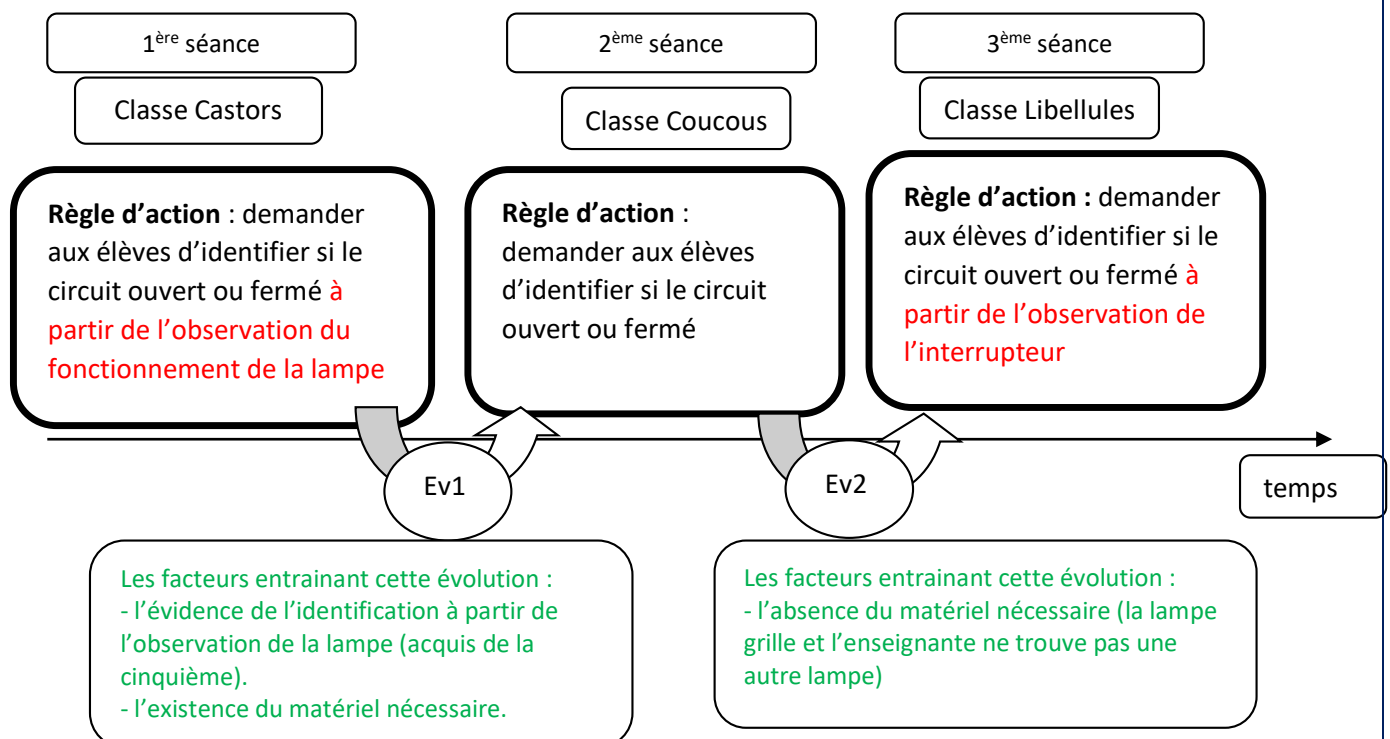 1ère séance
2ème séance
3ème séance
Classe Castors
Classe Coucous
Classe Libellules
Règle d’action : demander
aux élèves d’identifier si le
circuit ouvert ou fermé à
partir de l’observation du
fonctionnement de la lampe
Règle d’action :
demander aux élèves
d’identifier si le circuit
ouvert ou fermé
Règle d’action : demander
aux élèves d’identifier si le
circuit ouvert ou fermé à
partir de l’observation de
l’interrupteur
Ev1
Ev2
temps
Les facteurs entrainant cette évolution :
- l’évidence de l’identification à partir de
l’observation de la lampe (acquis de la
cinquième).
- l’existence du matériel nécessaire.
Les facteurs entrainant cette évolution :
- l’absence du matériel nécessaire (la lampe
grille et l’enseignante ne trouve pas une
autre lampe)